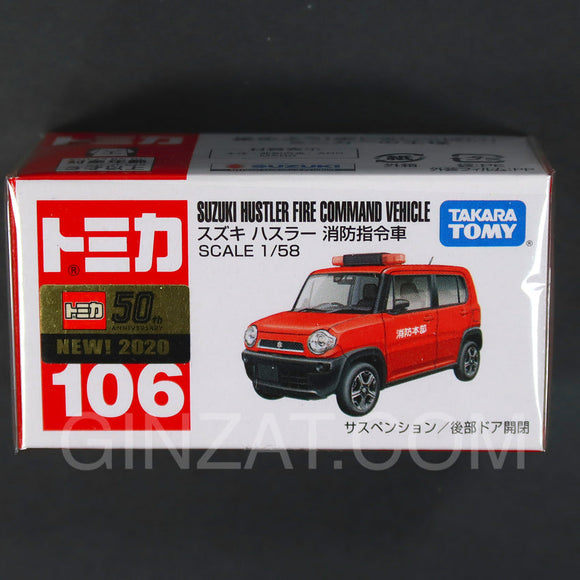 SUZUKI
トミカ
SUZUKI HUSTLER FIRE COMMAND VEHICLE
スズキ ハスラー 消防指令車
SCALE 1/58
TAKARA
TOMY
トミカ 50th
ANNIVERSARY
NEW! 2020
106
消防本部
サスペンション/後部ドア開閉
GINZAT.COM